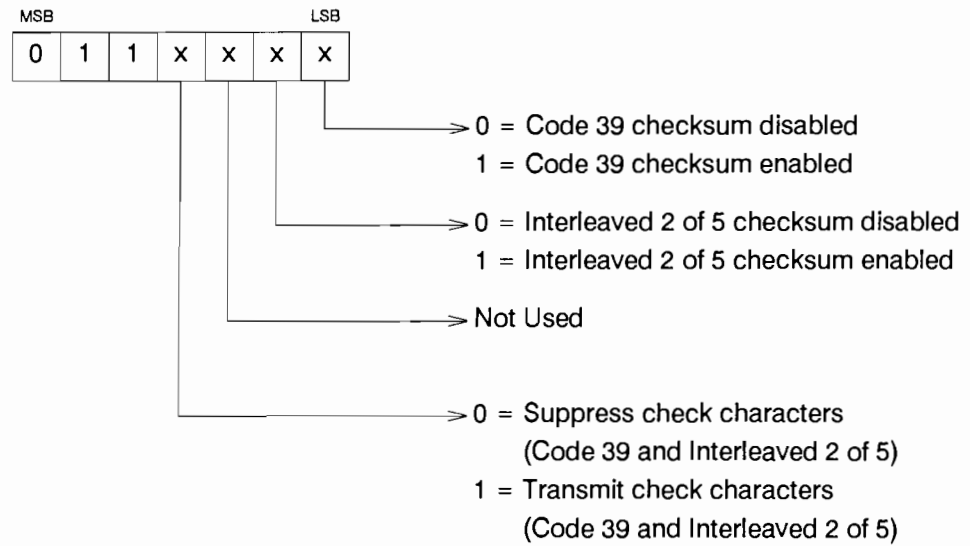 MSB LSB
0 1 1 x x x x
0 = Code 39 checksum disabled
1 = Code 39 checksum enabled
0 = Interleaved 2 of 5 checksum disabled
1 = Interleaved 2 of 5 checksum enabled
Not Used
0 = Suppress check characters
(Code 39 and Interleaved 2 of 5)
1 = Transmit check characters
(Code 39 and Interleaved 2 of 5)